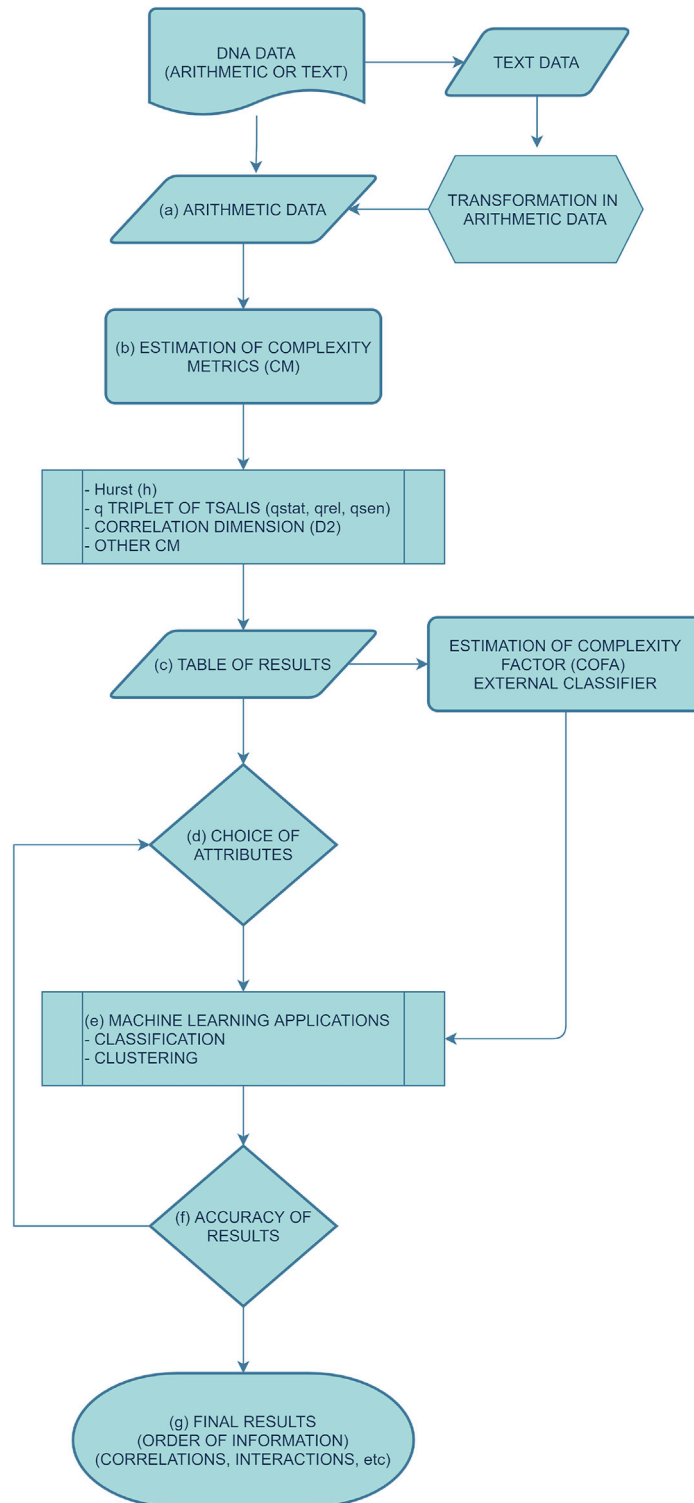 DNA DATA
(ARITHMETIC OR TEXT)
TEXT DATA
(a) ARITHMETIC DATA
TRANSFORMATION IN
ARITHMETIC DATA
(b) ESTIMATION OF COMPLEXITY
METRICS (CM)
- Hurst (h)
- q TRIPLET OF TSALIS (qstat, qrel, qsen)
- CORRELATION DIMENSION (D2)
- OTHER CM
(c) TABLE OF RESULTS
ESTIMATION OF COMPLEXITY
FACTOR (COFA)
EXTERNAL CLASSIFIER
(d) CHOICE OF
ATTRIBUTES
(e) MACHINE LEARNING APPLICATIONS
- CLASSIFICATION
- CLUSTERING
(f) ACCURACY OF
RESULTS
(g) FINAL RESULTS
(ORDER OF INFORMATION)
(CORRELATIONS, INTERACTIONS, etc)